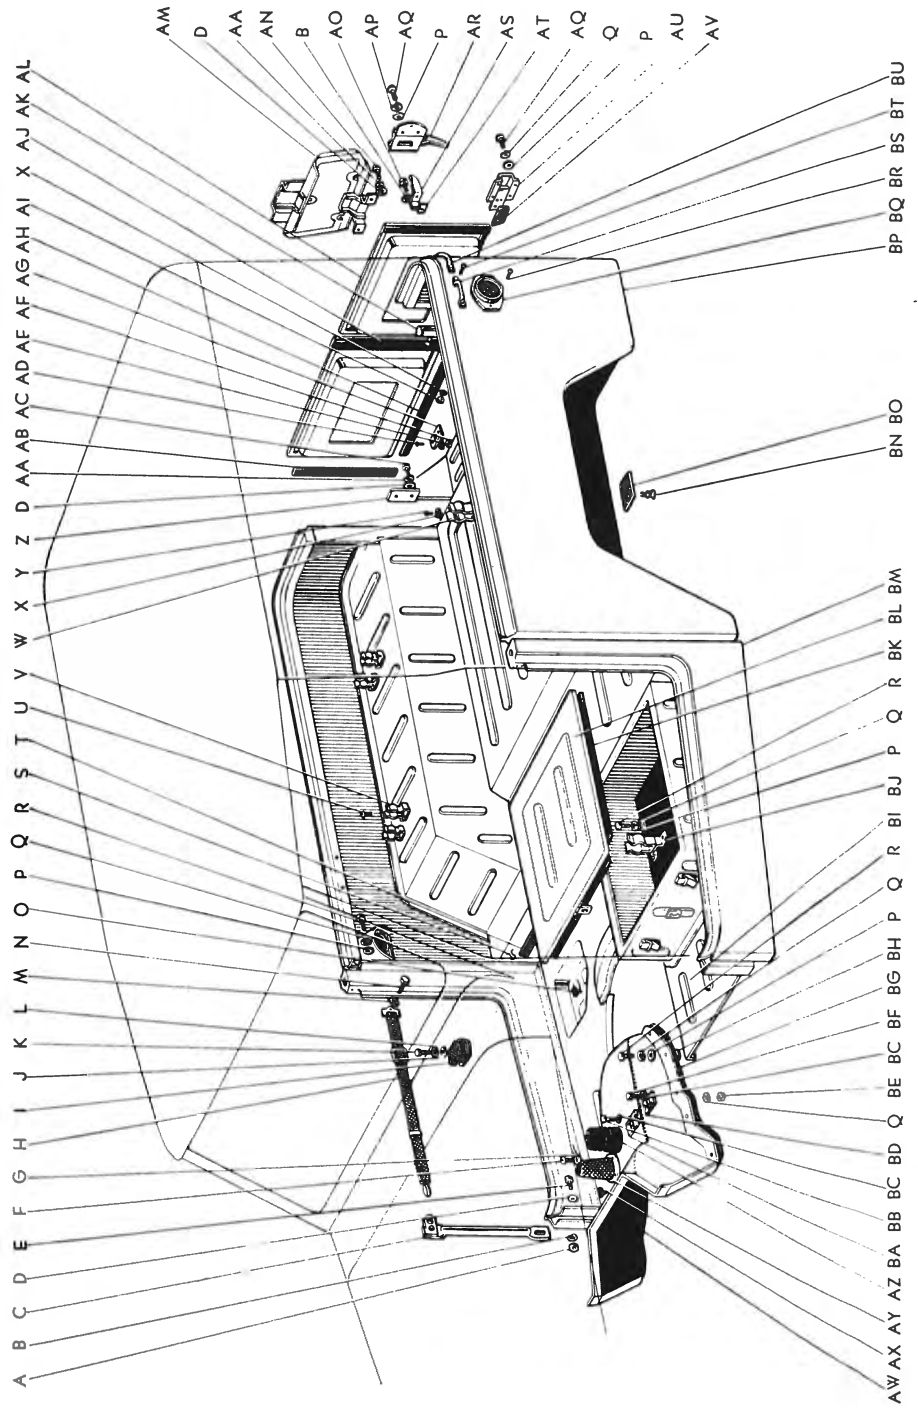 A B C D E F G H I J K L M N O P Q R S T U V W X Y Z D AA AB AC AD AE AF AG AH AI X AJ AK AL
AM
D
AA
AN
B
AO
AP
AQ
P
AR
AS
AT
AQ
Q
P
AU
AV
AW AX AY AZ BA BB BC BD Q BE BC BF BG BH P Q R BI BJ P Q R BK BL BM BN BO BP BQ BR BS BT BU